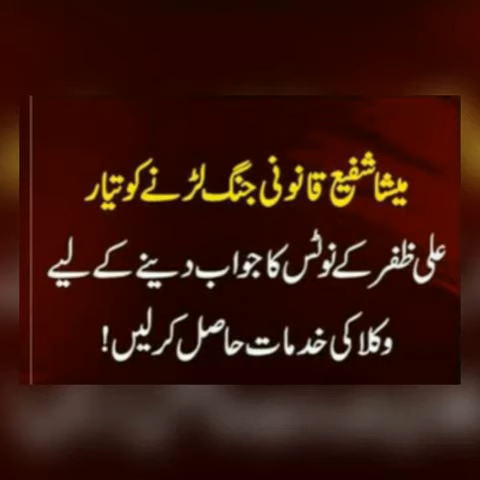 میشا شفیع قانونی جنگ لڑنے کو تیار
علی ظفر کے نوٹس کا جواب دینے کے لیے
وکلا کی خدمات حاصل کرلیں!